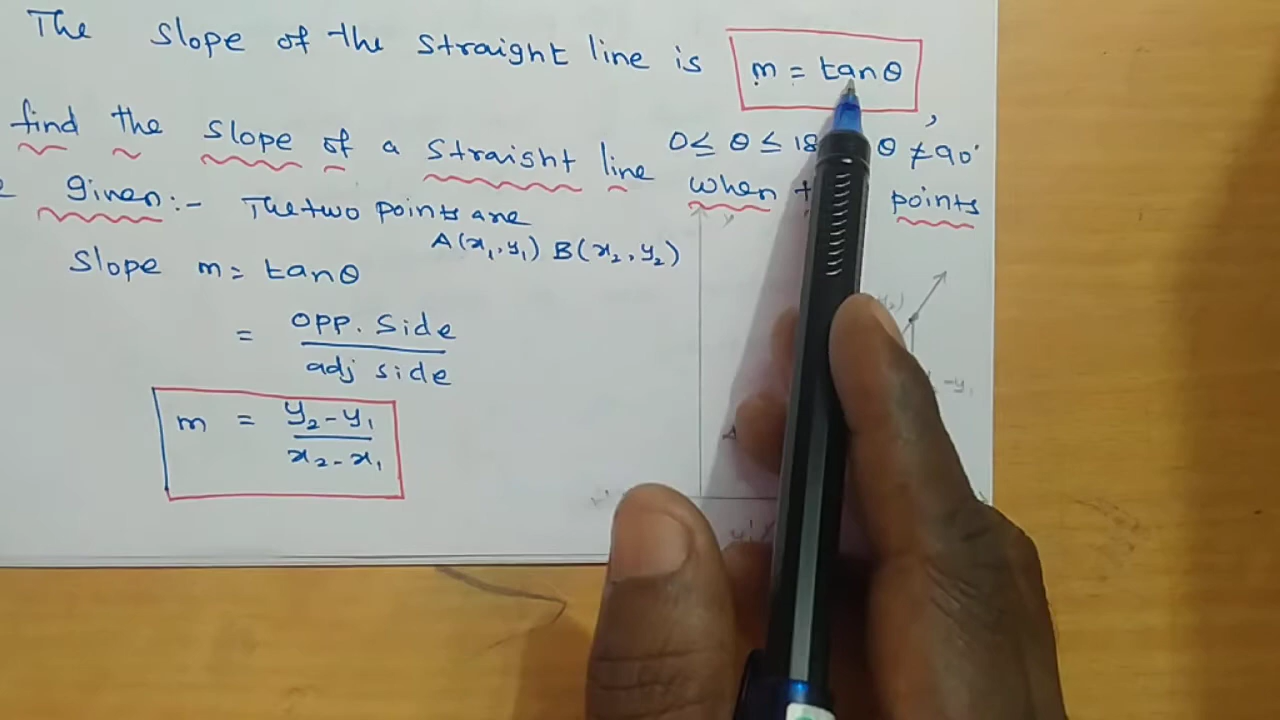 The slope of the straight line is m = tanθ,
0 ≤ θ ≤ 18 θ ≠ 90°
find the slope of a straisht line when points
given:- The two points are
A(x₁,y₁) B(x₂,y₂)
Slope m = tanθ
= opp. side
adj side
m = y₂-y₁
x₂-x₁